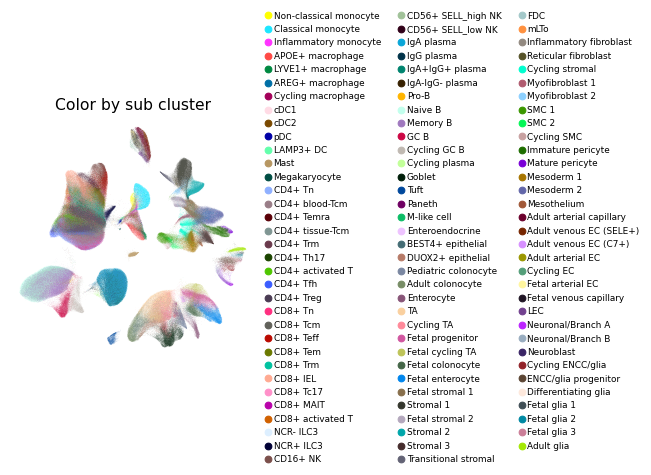 Color by sub cluster
Non-classical monocyte
Classical monocyte
Inflammatory monocyte
APOE+ macrophage
LYVE1+ macrophage
AREG+ macrophage
Cycling macrophage
cDC1
cDC2
pDC
LAMP3+ DC
Mast
Megakaryocyte
CD4+ Tn
CD4+ blood-Tcm
CD4+ Temra
CD4+ tissue-Tcm
CD4+ Trm
CD4+ Th17
CD4+ activated T
CD4+ Tfh
CD4+ Treg
CD8+ Tn
CD8+ Tcm
CD8+ Teff
CD8+ Tem
CD8+ Trm
CD8+ IEL
CD8+ Tc17
CD8+ MAIT
CD8+ activated T
NCR- ILC3
NCR+ ILC3
CD16+ NK
CD56+ SELL_high NK
CD56+ SELL_low NK
IgA plasma
IgG plasma
IgA+IgG+ plasma
IgA-IgG- plasma
Pro-B
Naive B
Memory B
GC B
Cycling GC B
Cycling plasma
Goblet
Tuft
Paneth
M-like cell
Enteroendocrine
BEST4+ epithelial
DUOX2+ epithelial
Pediatric colonocyte
Adult colonocyte
Enterocyte
TA
Cycling TA
Fetal progenitor
Fetal cycling TA
Fetal colonocyte
Fetal enterocyte
Fetal stromal 1
Stromal 1
Fetal stromal 2
Stromal 2
Stromal 3
Transitional stromal
FDC
mLTo
Inflammatory fibroblast
Reticular fibroblast
Cycling stromal
Myofibroblast 1
Myofibroblast 2
SMC 1
SMC 2
Cycling SMC
Immature pericyte
Mature pericyte
Mesoderm 1
Mesoderm 2
Mesothelium
Adult arterial capillary
Adult venous EC (SELE+)
Adult venous EC (C7+)
Adult arterial EC
Cycling EC
Fetal arterial EC
Fetal venous capillary
LEC
Neuronal/Branch A
Neuronal/Branch B
Neuroblast
Cycling ENCC/glia
ENCC/glia progenitor
Differentiating glia
Fetal glia 1
Fetal glia 2
Fetal glia 3
Adult glia